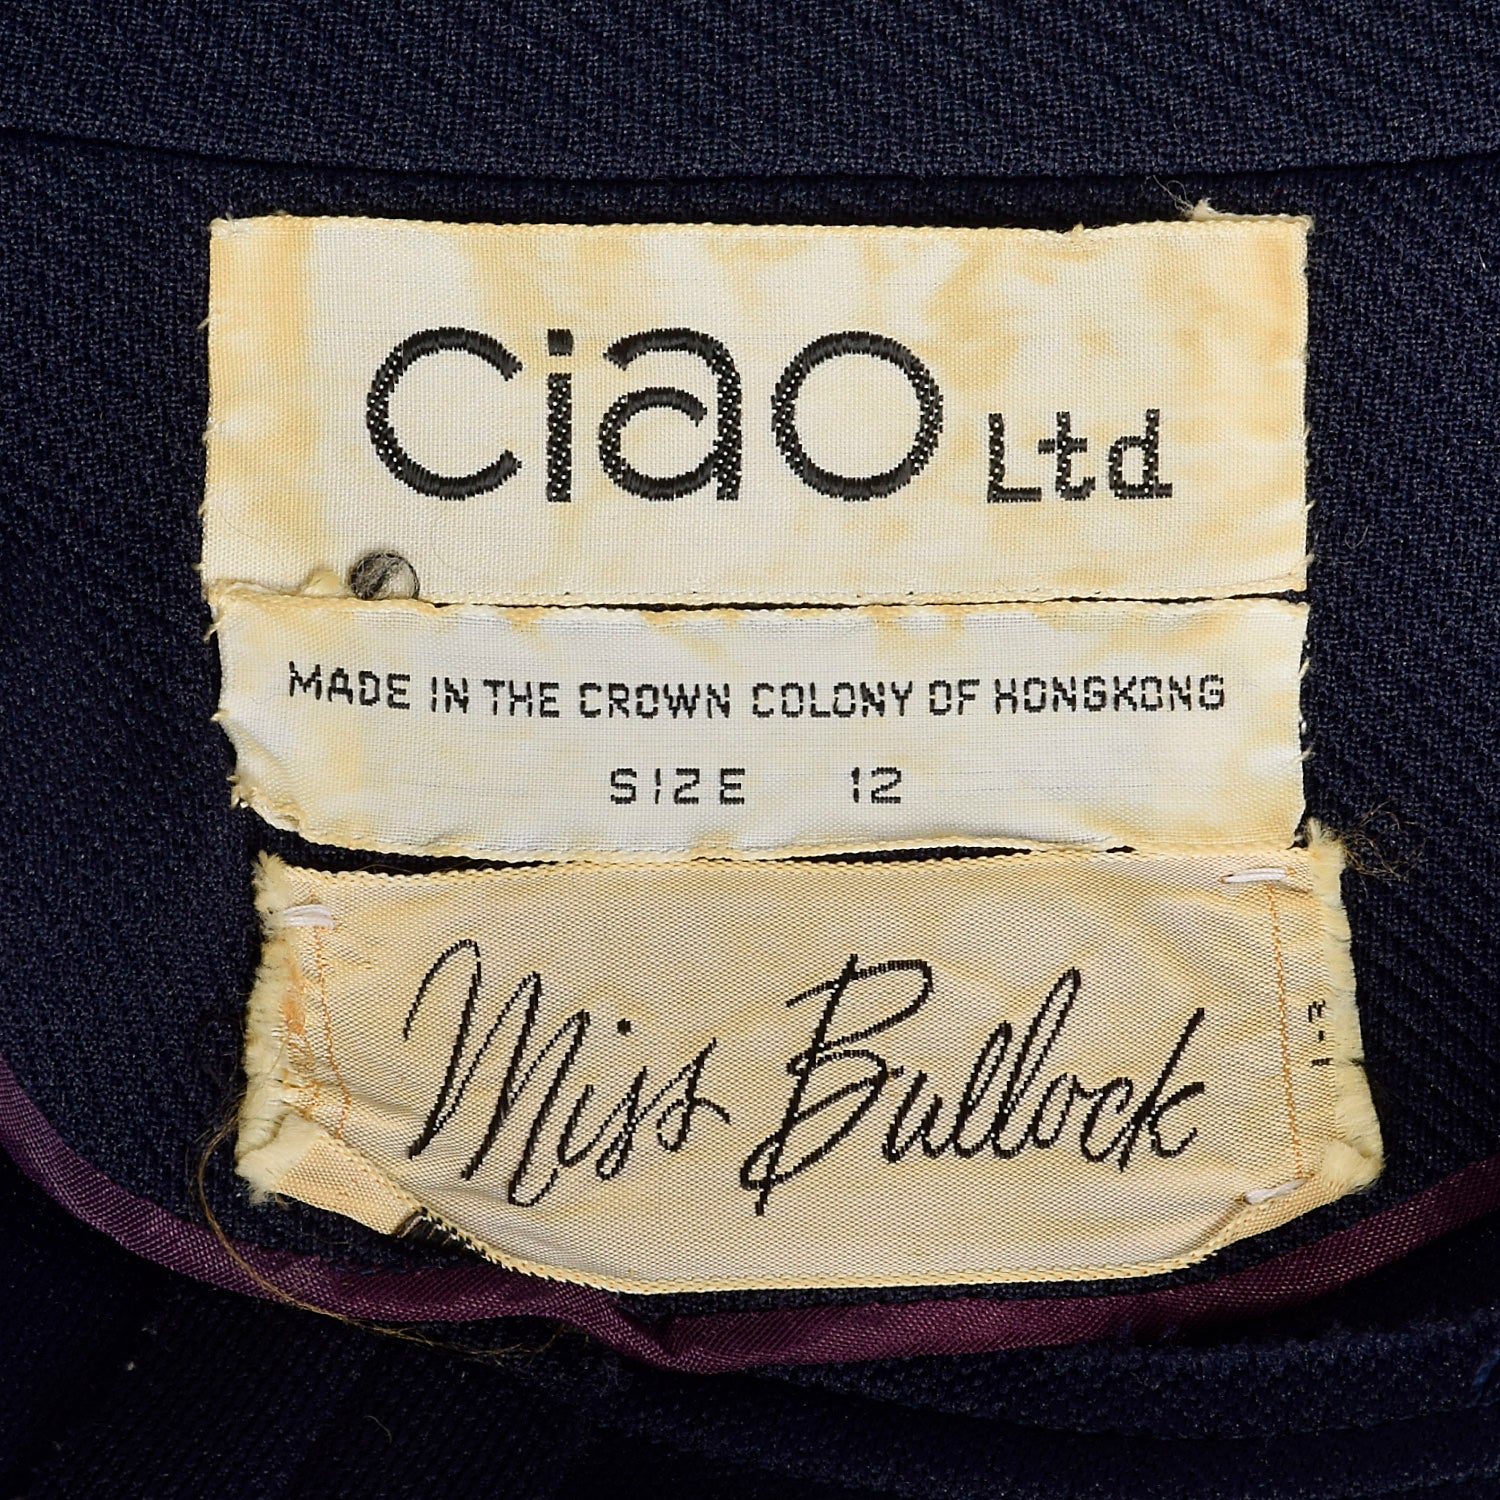 Ciao Ltd
MADE IN THE CROWN COLONY OF HONGKONG
SIZE 12
Miss Bullock